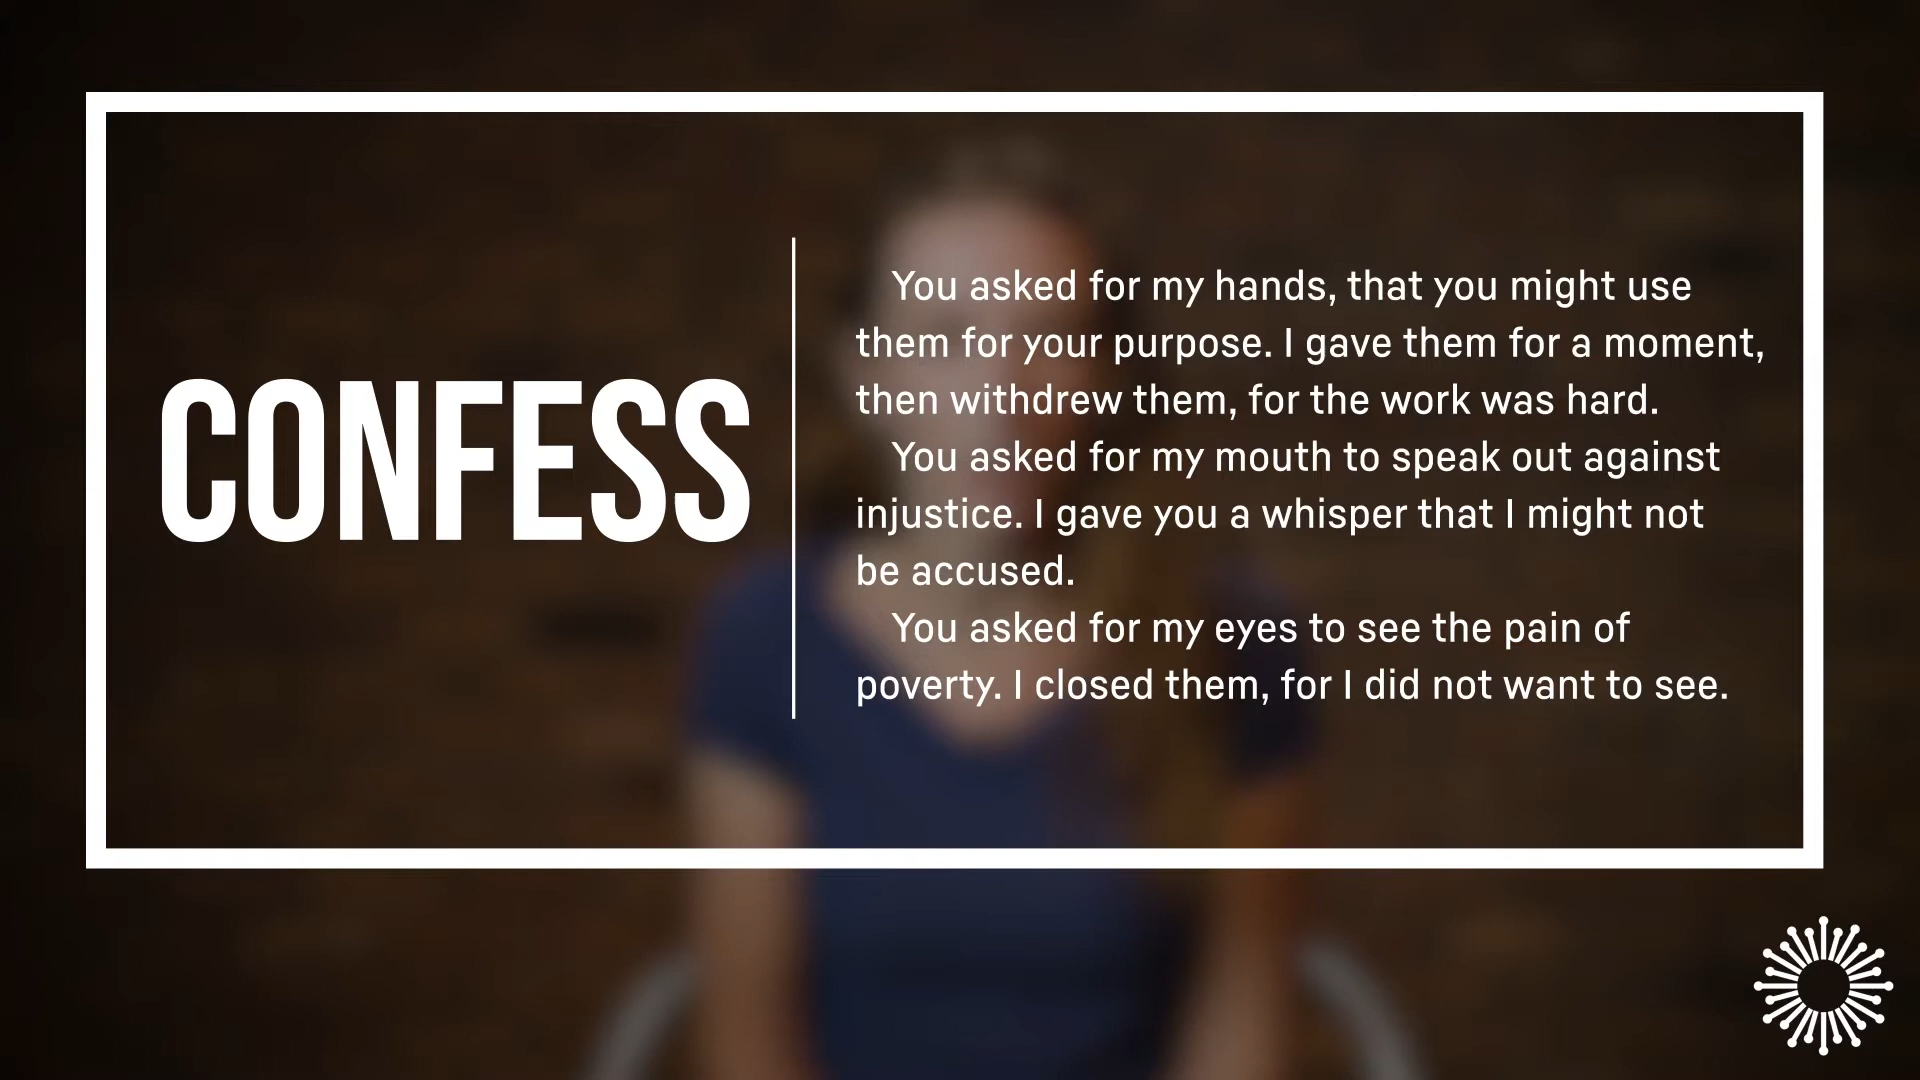 CONFESS
You asked for my hands, that you might use
them for your purpose. I gave them for a moment,
then withdrew them, for the work was hard.
You asked for my mouth to speak out against
injustice. I gave you a whisper that I might not
be accused.
You asked for my eyes to see the pain of
poverty. I closed them, for I did not want to see.